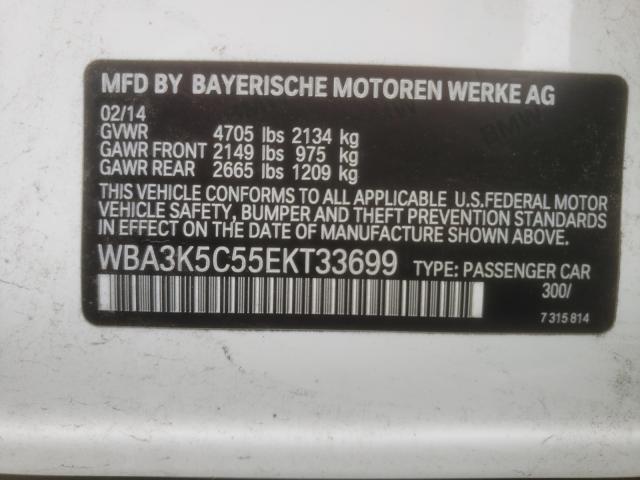 MFD BY BAYERISCHE MOTOREN WERKE AG
02/14
GVWR 4705 lbs 2134 kg
GAWR FRONT 2149 lbs 975 kg
GAWR REAR 2665 lbs 1209 kg
THIS VEHICLE CONFORMS TO ALL APPLICABLE U.S.FEDERAL MOTOR
VEHICLE SAFETY, BUMPER AND THEFT PREVENTION STANDARDS
IN EFFECT ON THE DATE OF MANUFACTURE SHOWN ABOVE.
WBA3K5C55EKT33699 TYPE: PASSENGER CAR
300/
7 315 814